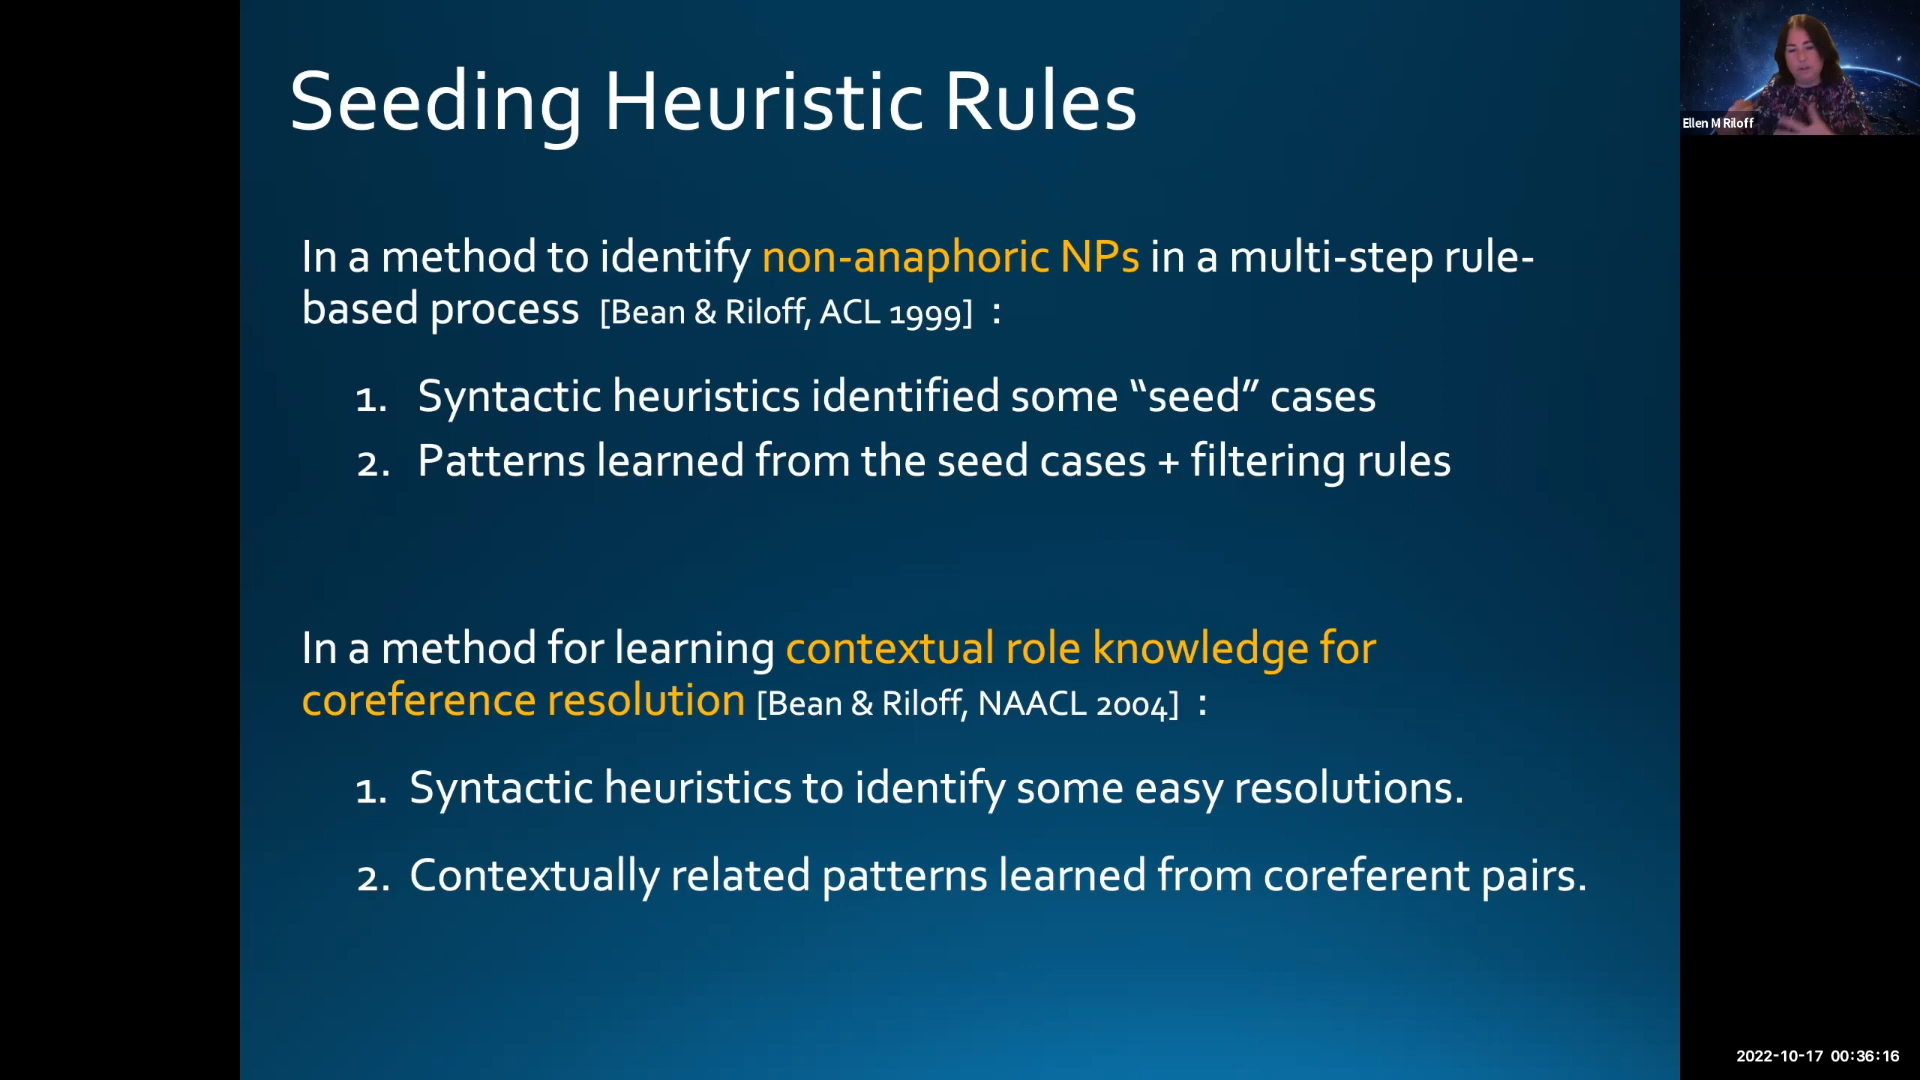 Seeding Heuristic Rules
Ellen M Riloff
In a method to identify non-anaphoric NPs in a multi-step rule-
based process [Bean & Riloff, ACL 1999] :
1. Syntactic heuristics identified some “seed” cases
2. Patterns learned from the seed cases + filtering rules
In a method for learning contextual role knowledge for
coreference resolution [Bean & Riloff, NAACL 2004] :
1. Syntactic heuristics to identify some easy resolutions.
2. Contextually related patterns learned from coreferent pairs.
2022-10-17 00:36:16